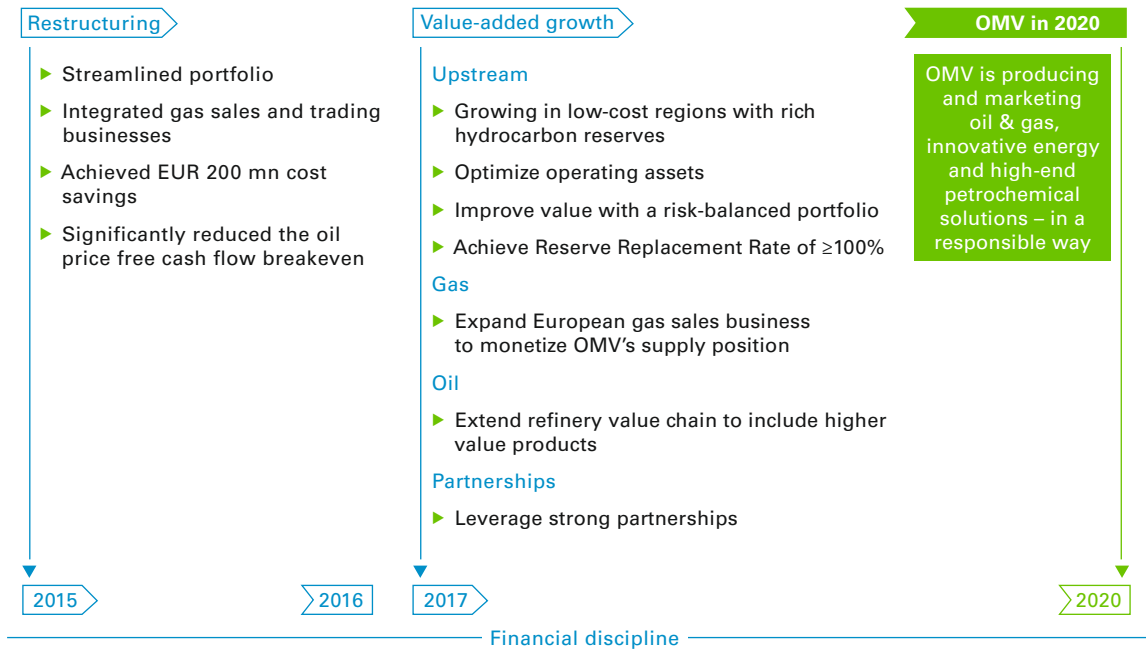 Restructuring
Streamlined portfolio
Integrated gas sales and trading
businesses
Achieved EUR 200 mn cost
savings
Significantly reduced the oil
price free cash flow breakeven
Value-added growth
Upstream
Growing in low-cost regions with rich
hydrocarbon reserves
Optimize operating assets
Improve value with a risk-balanced portfolio
Achieve Reserve Replacement Rate of ≥100%
Gas
Expand European gas sales business
to monetize OMV’s supply position
Oil
Extend refinery value chain to include higher
value products
Partnerships
Leverage strong partnerships
OMV in 2020
OMV is producing
and marketing
oil & gas,
innovative energy
and high-end
petrochemical
solutions – in a
responsible way
2015
2016
2017
2020
Financial discipline